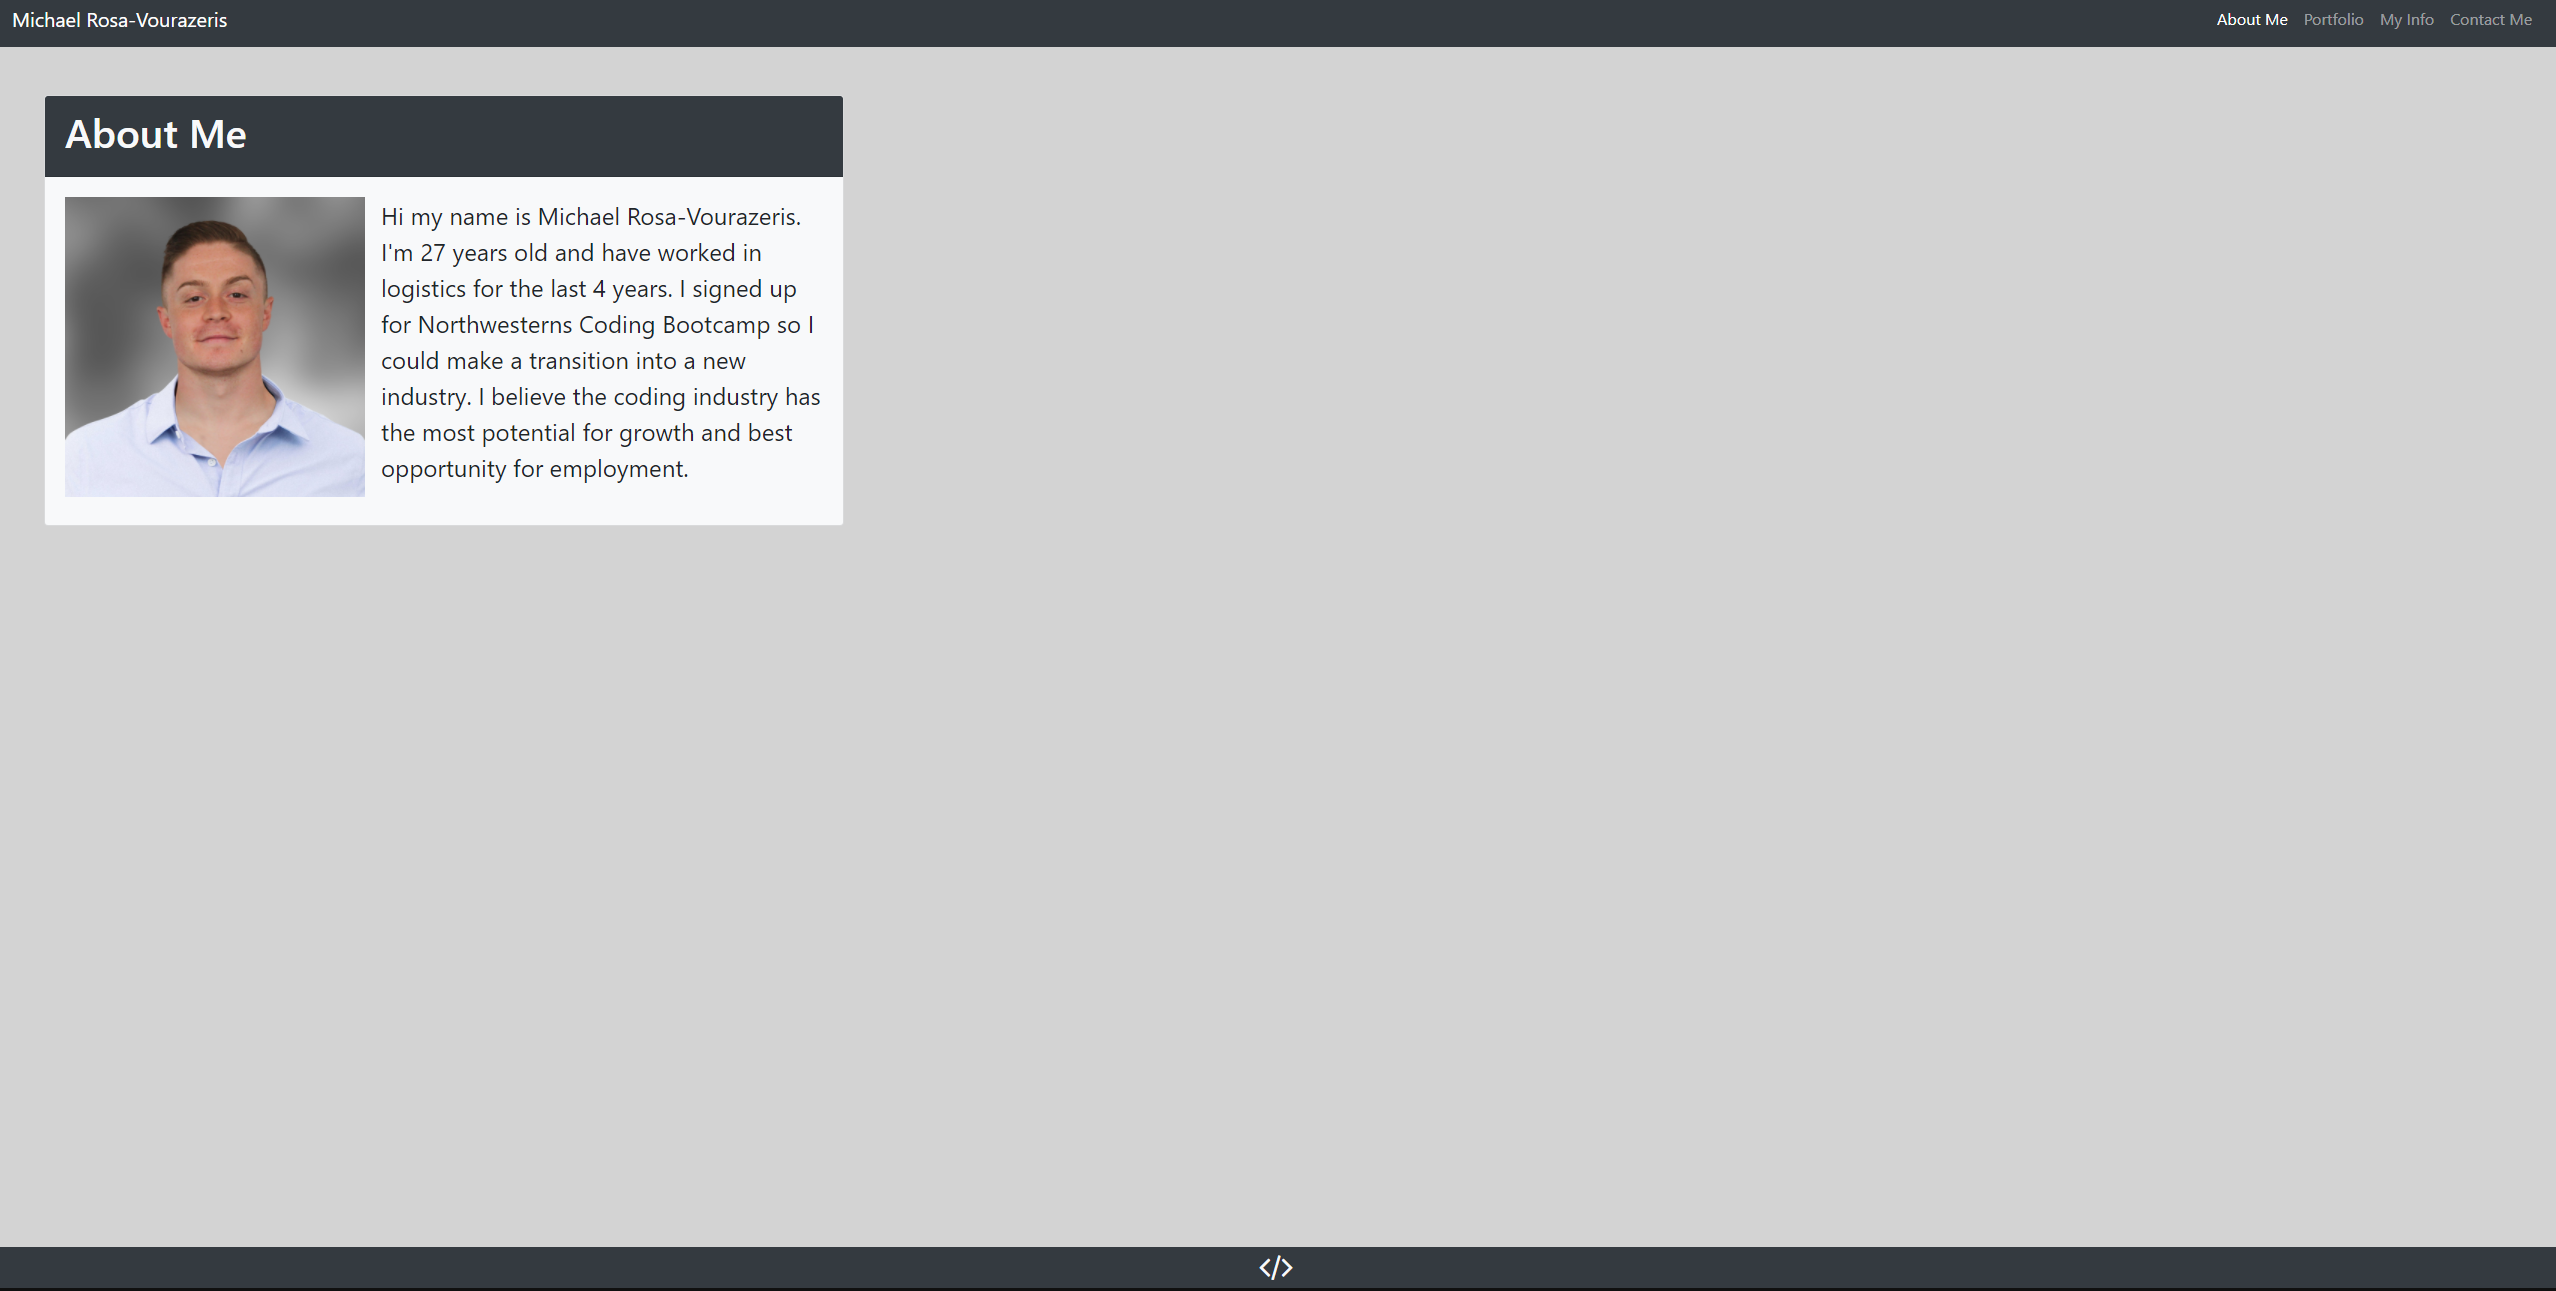 Michael Rosa-Vourazeris
About Me Portfolio My Info Contact Me
About Me
Hi my name is Michael Rosa-Vourazeris.
I'm 27 years old and have worked in
logistics for the last 4 years. I signed up
for Northwesterns Coding Bootcamp so I
could make a transition into a new
industry. I believe the coding industry has
the most potential for growth and best
opportunity for employment.
</>